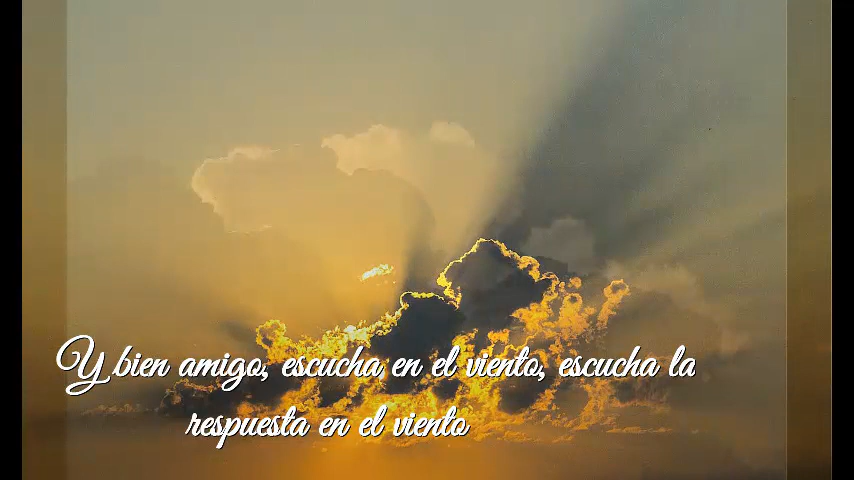 Y bien amigo, escucha en el viento, escucha la
respuesta en el viento